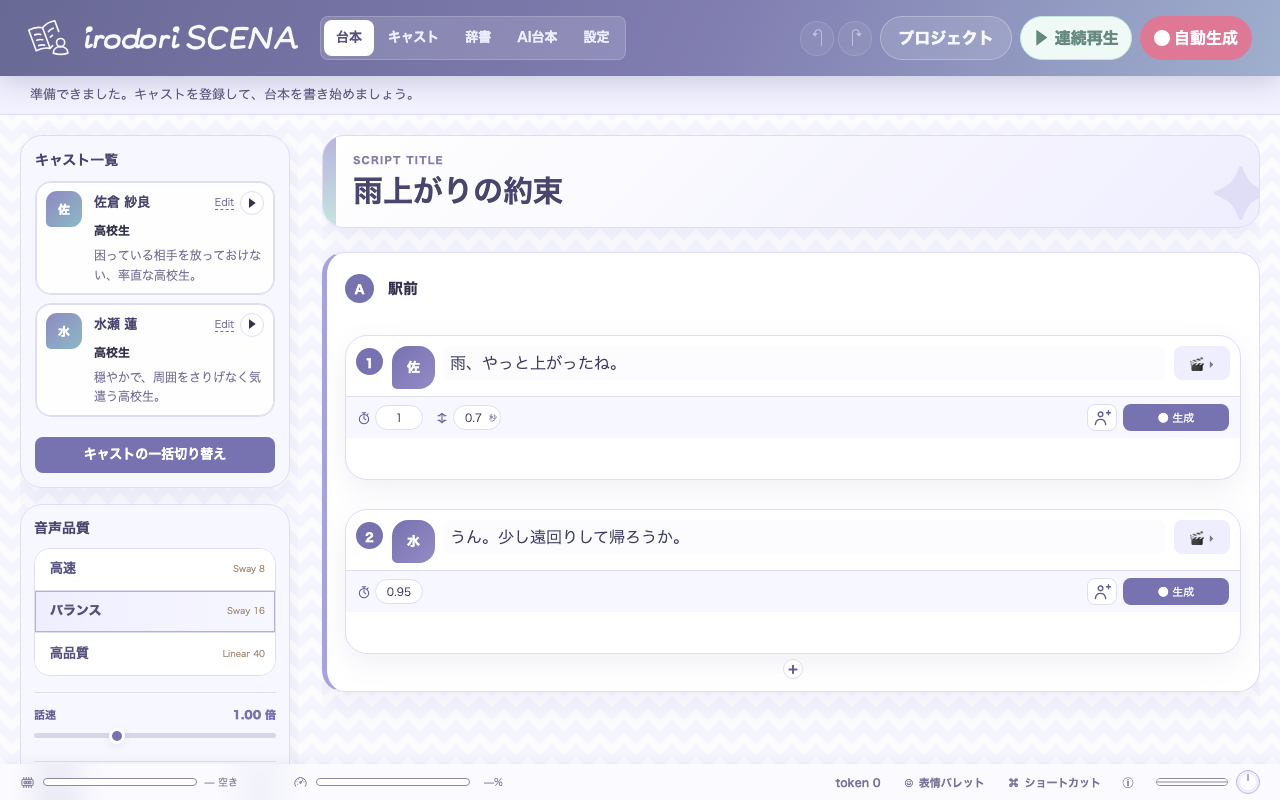 irodori SCENA
台本 キャスト 辞書 AI台本 設定
プロジェクト
連続再生
自動生成
準備できました。キャストを登録して、台本を書き始めましょう。
キャスト一覧
佐
佐倉 紗良
Edit
高校生
困っている相手を放っておけな
い、率直な高校生。
水
水瀬 蓮
Edit
高校生
穏やかで、周囲をさりげなく気
遣う高校生。
キャストの一括切り替え
音声品質
高速 Sway 8
バランス Sway 16
高品質 Linear 40
話速 1.00 倍
SCRIPT TITLE
雨上がりの約束
A 駅前
1 佐 雨、やっと上がったね。
1 0.7 秒 生成
2 水 うん。少し遠回りして帰ろうか。
0.95 生成
— 空き —% token 0 表情パレット ⌘ ショートカット